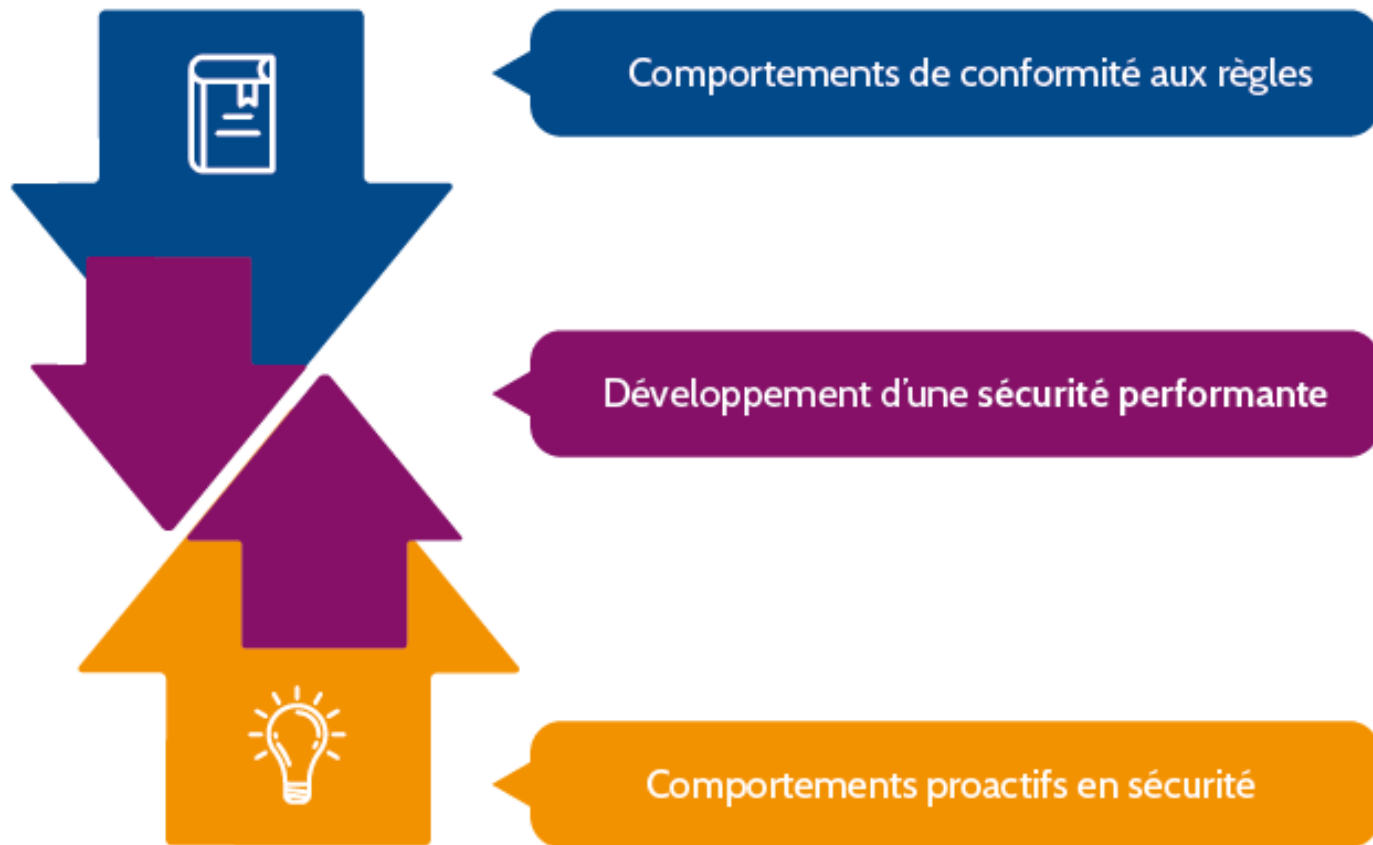 Comportements de conformité aux règles
Développement d’une sécurité performante
Comportements proactifs en sécurité